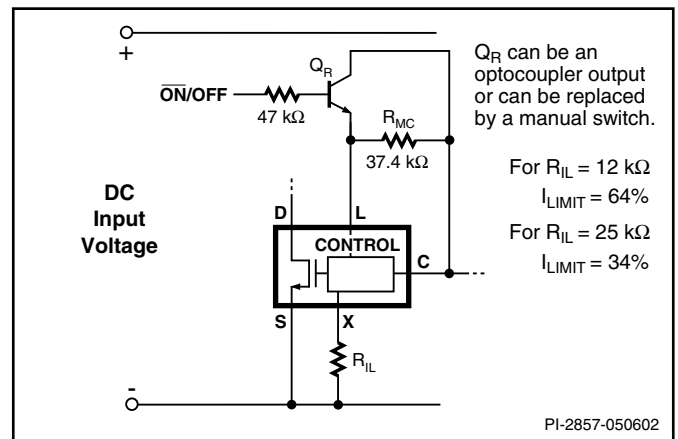 +
Q_R
ON/OFF
47 kΩ
R_MC
37.4 kΩ
Q_R can be an
optocoupler output
or can be replaced
by a manual switch.
For R_IL = 12 kΩ
I_LIMIT = 64%
For R_IL = 25 kΩ
I_LIMIT = 34%
DC
Input
Voltage
D
L
CONTROL
C
S
X
R_IL
-
PI-2857-050602